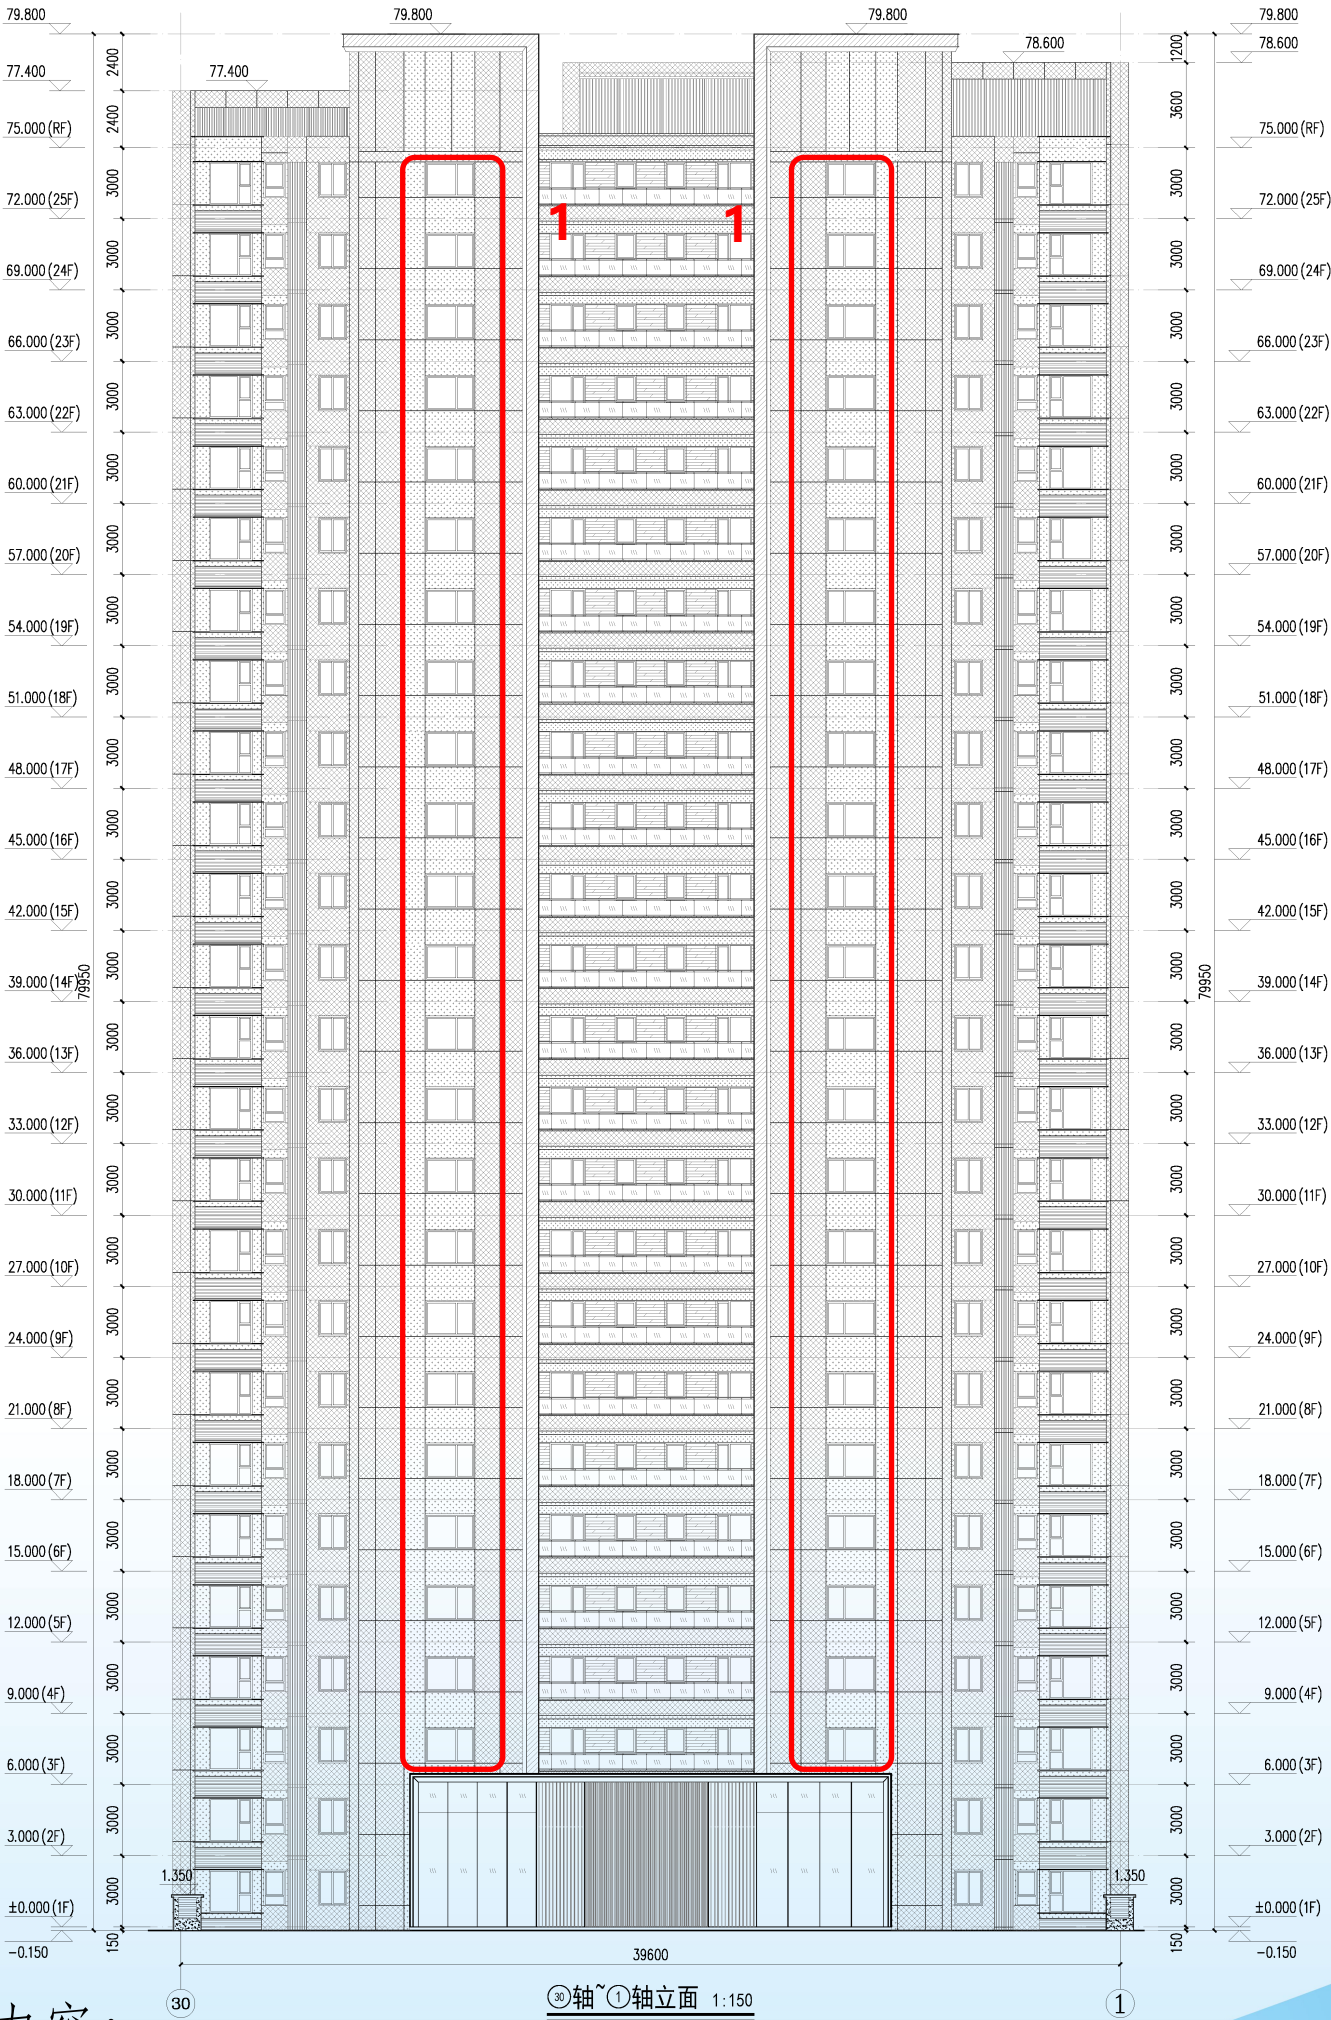 79.800 79.800 79.800 79.800
78.600 78.600
77.400 77.400
2400 1200
2400 3600
75.000 (RF) 75.000 (RF)
3000 3000
1 1
72.000 (25F) 72.000 (25F)
3000 3000
69.000 (24F) 69.000 (24F)
3000 3000
66.000 (23F) 66.000 (23F)
3000 3000
63.000 (22F) 63.000 (22F)
3000 3000
60.000 (21F) 60.000 (21F)
3000 3000
57.000 (20F) 57.000 (20F)
3000 3000
54.000 (19F) 54.000 (19F)
3000 3000
51.000 (18F) 51.000 (18F)
3000 3000
48.000 (17F) 48.000 (17F)
3000 3000
45.000 (16F) 45.000 (16F)
3000 3000
42.000 (15F) 42.000 (15F)
3000 3000
39.000 (14F) 39.000 (14F)
79950 79950
3000 3000
36.000 (13F) 36.000 (13F)
3000 3000
33.000 (12F) 33.000 (12F)
3000 3000
30.000 (11F) 30.000 (11F)
3000 3000
27.000 (10F) 27.000 (10F)
3000 3000
24.000 (9F) 24.000 (9F)
3000 3000
21.000 (8F) 21.000 (8F)
3000 3000
18.000 (7F) 18.000 (7F)
3000 3000
15.000 (6F) 15.000 (6F)
3000 3000
12.000 (5F) 12.000 (5F)
3000 3000
9.000 (4F) 9.000 (4F)
3000 3000
6.000 (3F) 6.000 (3F)
3000 3000
3.000 (2F) 3.000 (2F)
1.350 1.350
3000 3000
±0.000 (1F) ±0.000 (1F)
150 150
-0.150 -0.150
39600
30 1
㉚轴~①轴立面 1:150